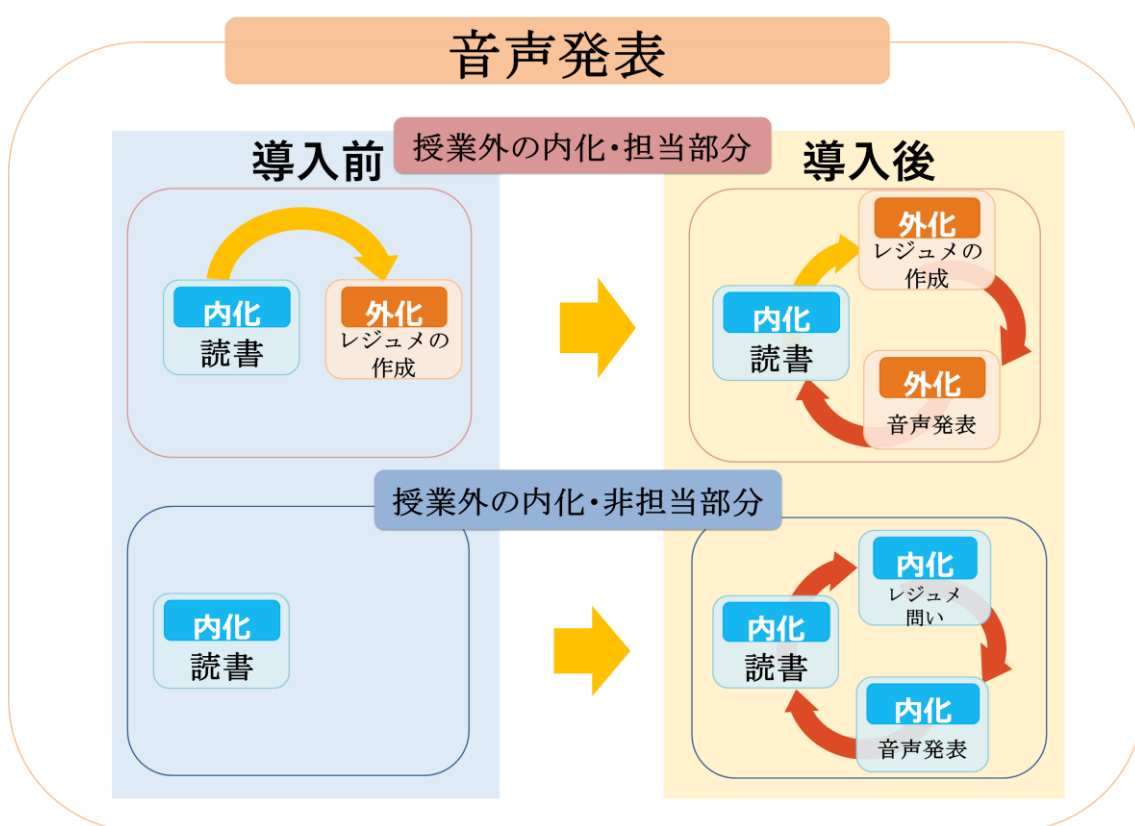 音声発表
授業外の内化・担当部分
導入前
内化
読書
外化
レジュメの
作成
導入後
内化
読書
外化
レジュメの
作成
外化
音声発表
授業外の内化・非担当部分
内化
読書
内化
読書
内化
レジュメ
問い
内化
音声発表